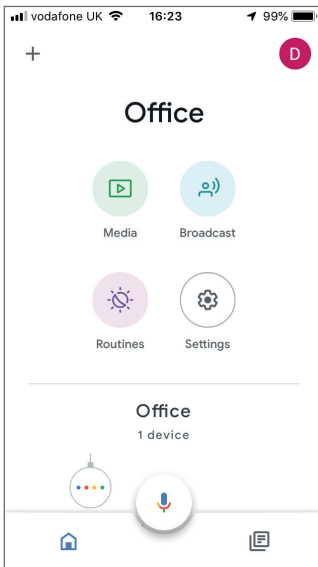 vodafone UK 16:23 99%
D
Office
Media Broadcast
Routines Settings
Office
1 device